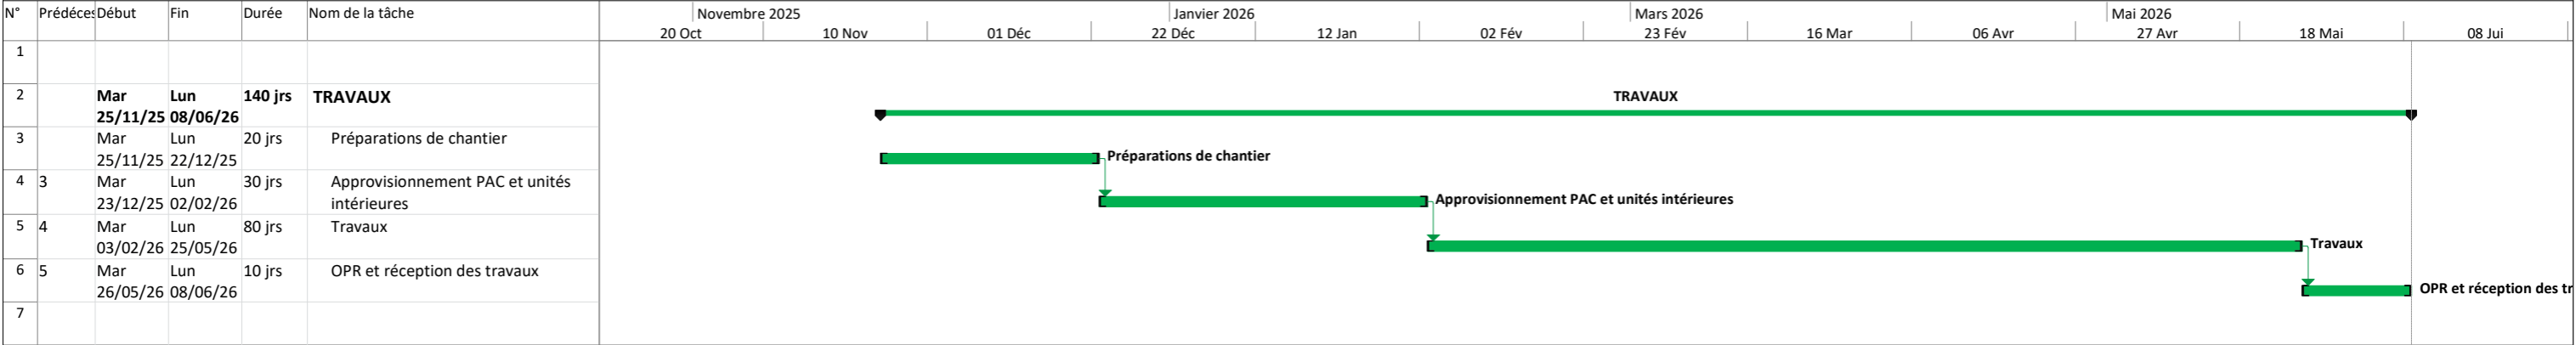 N° Prédéces Début Fin Durée Nom de la tâche
Novembre 2025 Janvier 2026 Mars 2026 Mai 2026
20 Oct 10 Nov 01 Déc 22 Déc 12 Jan 02 Fév 23 Fév 16 Mar 06 Avr 27 Avr 18 Mai 08 Jui
1
2 Mar Lun 140 jrs TRAVAUX TRAVAUX
25/11/25 08/06/26
3 Mar Lun 20 jrs Préparations de chantier
25/11/25 22/12/25 Préparations de chantier
4 3 Mar Lun 30 jrs Approvisionnement PAC et unités
23/12/25 02/02/26 intérieures Approvisionnement PAC et unités intérieures
5 4 Mar Lun 80 jrs Travaux
03/02/26 25/05/26 Travaux
6 5 Mar Lun 10 jrs OPR et réception des travaux
26/05/26 08/06/26 OPR et réception des tr
7